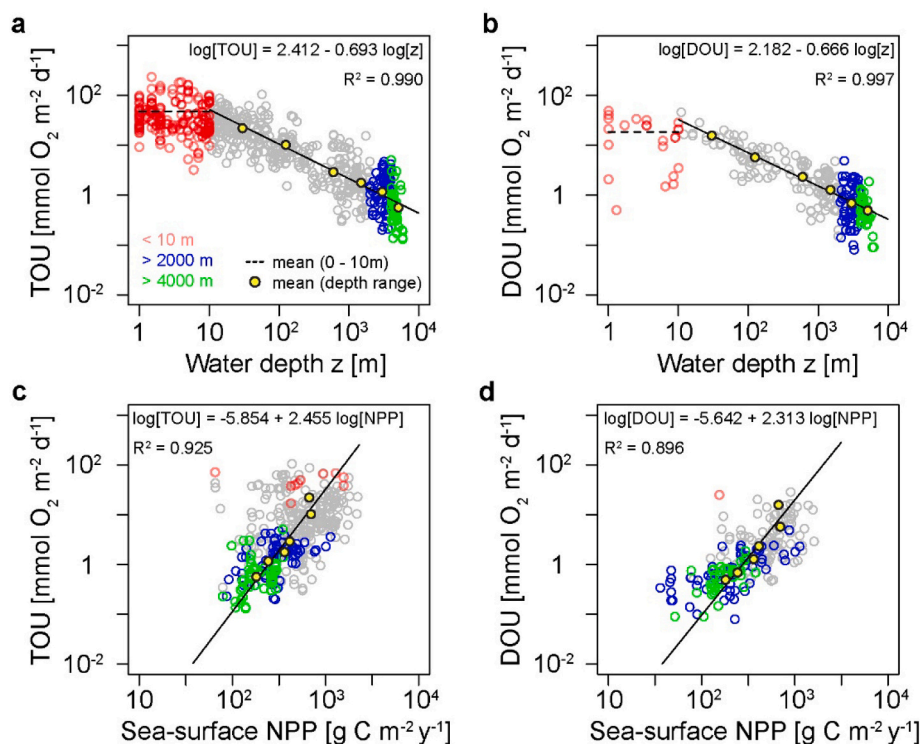 a
log[TOU] = 2.412 - 0.693 log[z]
R² = 0.990
TOU [mmol O₂ m⁻² d⁻¹]
10²
1
10⁻²
< 10 m
> 2000 m
> 4000 m
mean (0 - 10m)
mean (depth range)
1 10 10² 10³ 10⁴
Water depth z [m]
b
log[DOU] = 2.182 - 0.666 log[z]
R² = 0.997
DOU [mmol O₂ m⁻² d⁻¹]
10²
1
10⁻²
1 10 10² 10³ 10⁴
Water depth z [m]
c
log[TOU] = -5.854 + 2.455 log[NPP]
R² = 0.925
TOU [mmol O₂ m⁻² d⁻¹]
10²
1
10⁻²
10 10² 10³ 10⁴
Sea-surface NPP [g C m⁻² y⁻¹]
d
log[DOU] = -5.642 + 2.313 log[NPP]
R² = 0.896
DOU [mmol O₂ m⁻² d⁻¹]
10²
1
10⁻²
10 10² 10³ 10⁴
Sea-surface NPP [g C m⁻² y⁻¹]